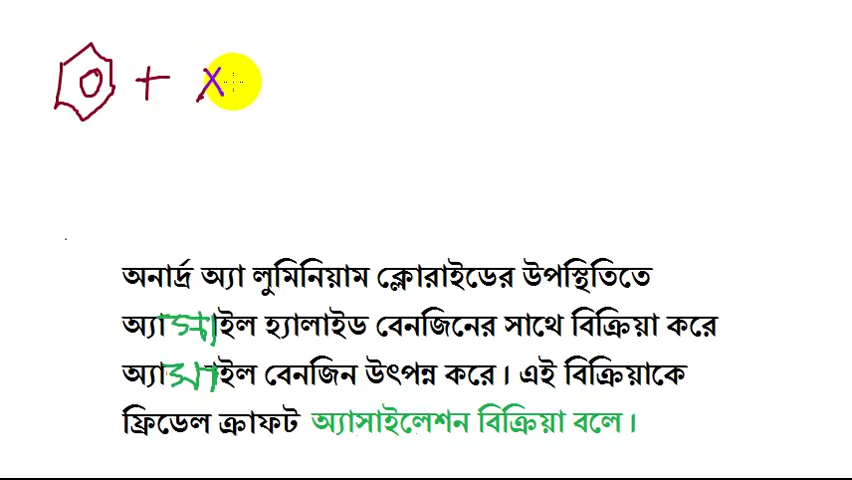 + X
অনার্দ্র অ্যা লুমিনিয়াম ক্লোরাইডের উপস্থিতিতে
অ্যাসাইল হ্যালাইড বেনজিনের সাথে বিক্রিয়া করে
অ্যাসাইল বেনজিন উৎপন্ন করে। এই বিক্রিয়াকে
ফ্রিডেল ক্রাফট অ্যাসাইলেশন বিক্রিয়া বলে।